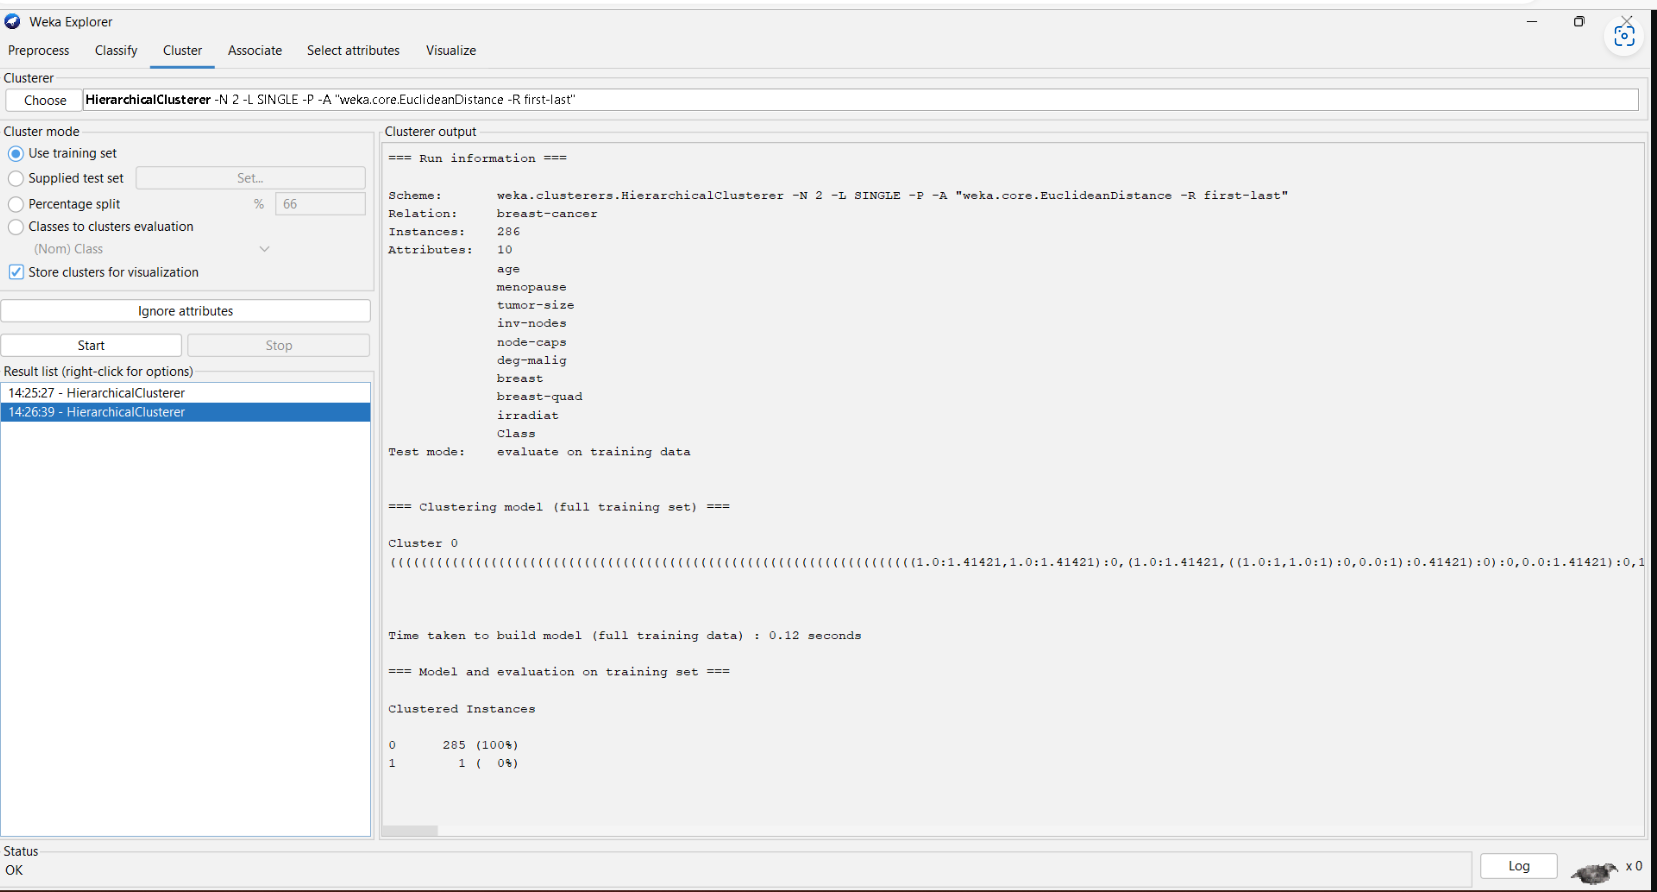 Weka Explorer
Preprocess Classify Cluster Associate Select attributes Visualize
Clusterer
Choose HierarchicalClusterer -N 2 -L SINGLE -P -A "weka.core.EuclideanDistance -R first-last"
Cluster mode
Use training set
Supplied test set Set...
Percentage split % 66
Classes to clusters evaluation
(Nom) Class
Store clusters for visualization
Ignore attributes
Start Stop
Result list (right-click for options)
14:25:27 - HierarchicalClusterer
14:26:39 - HierarchicalClusterer
Clusterer output
=== Run information ===
Scheme: weka.clusterers.HierarchicalClusterer -N 2 -L SINGLE -P -A "weka.core.EuclideanDistance -R first-last"
Relation: breast-cancer
Instances: 286
Attributes: 10
age
menopause
tumor-size
inv-nodes
node-caps
deg-malig
breast
breast-quad
irradiat
Class
Test mode: evaluate on training data
=== Clustering model (full training set) ===
Cluster 0
((((((((((((((((((((((((((((((((((((((((((((((((((((((((((((((((((((1.0:1.41421,1.0:1.41421):0,(1.0:1.41421,((1.0:1,1.0:1):0,0.0:1):0.41421):0):0,0.0:1.41421):0,1
Time taken to build model (full training data) : 0.12 seconds
=== Model and evaluation on training set ===
Clustered Instances
0 285 (100%)
1 1 ( 0%)
Status
OK
Log x 0